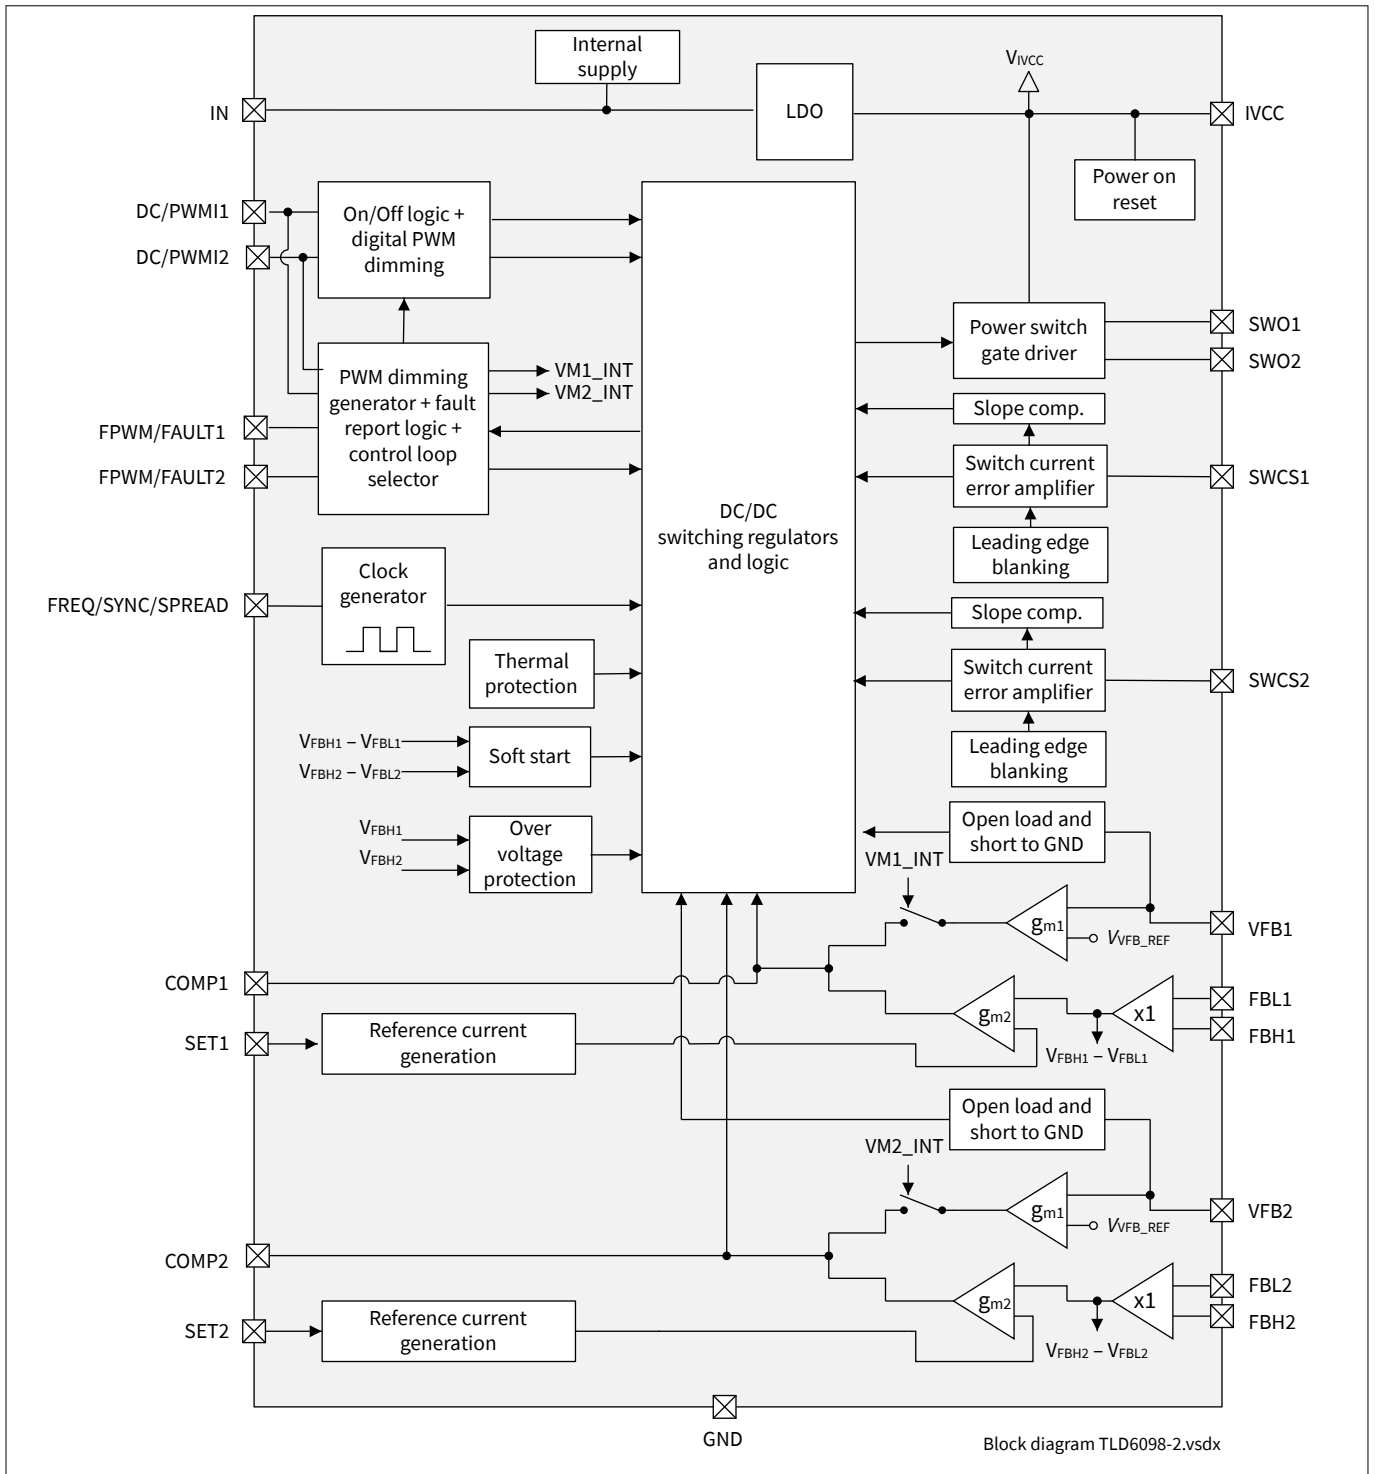 Internal
supply
VIVCC
IN
LDO
IVCC
Power on
reset
DC/PWMI1
DC/PWMI2
On/Off logic +
digital PWM
dimming
Power switch
gate driver
SWO1
SWO2
PWM dimming
generator + fault
report logic +
control loop
selector
VM1_INT
VM2_INT
FPWM/FAULT1
FPWM/FAULT2
Slope comp.
Switch current
error amplifier
SWCS1
Leading edge
blanking
DC/DC
switching regulators
and logic
Clock
generator
FREQ/SYNC/SPREAD
Slope comp.
Switch current
error amplifier
SWCS2
Leading edge
blanking
Thermal
protection
VFBH1 – VFBL1
VFBH2 – VFBL2
Soft start
VFBH1
VFBH2
Over
voltage
protection
Open load and
short to GND
VM1_INT
gm1
VVFB_REF
VFB1
COMP1
gm2
x1
FBL1
FBH1
VFBH1 – VFBL1
SET1
Reference current
generation
Open load and
short to GND
VM2_INT
gm1
VVFB_REF
VFB2
COMP2
gm2
x1
FBL2
FBH2
VFBH2 – VFBL2
SET2
Reference current
generation
GND
Block diagram TLD6098-2.vsdx